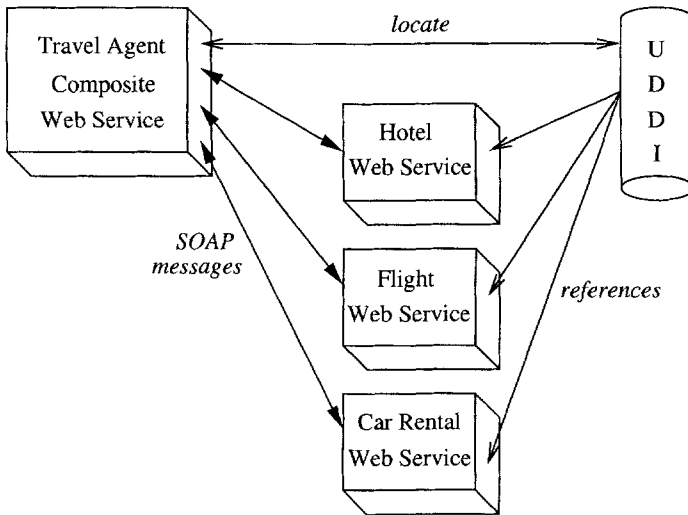 Travel Agent
Composite
Web Service
locate
U
D
D
I
Hotel
Web Service
SOAP
messages
Flight
Web Service
references
Car Rental
Web Service